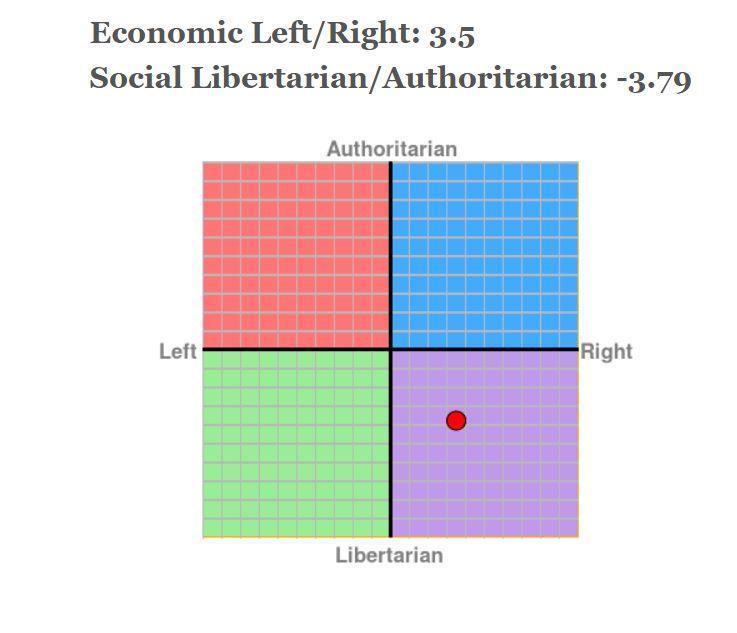 Economic Left/Right: 3.5
Social Libertarian/Authoritarian: -3.79
Authoritarian
Left
Right
Libertarian